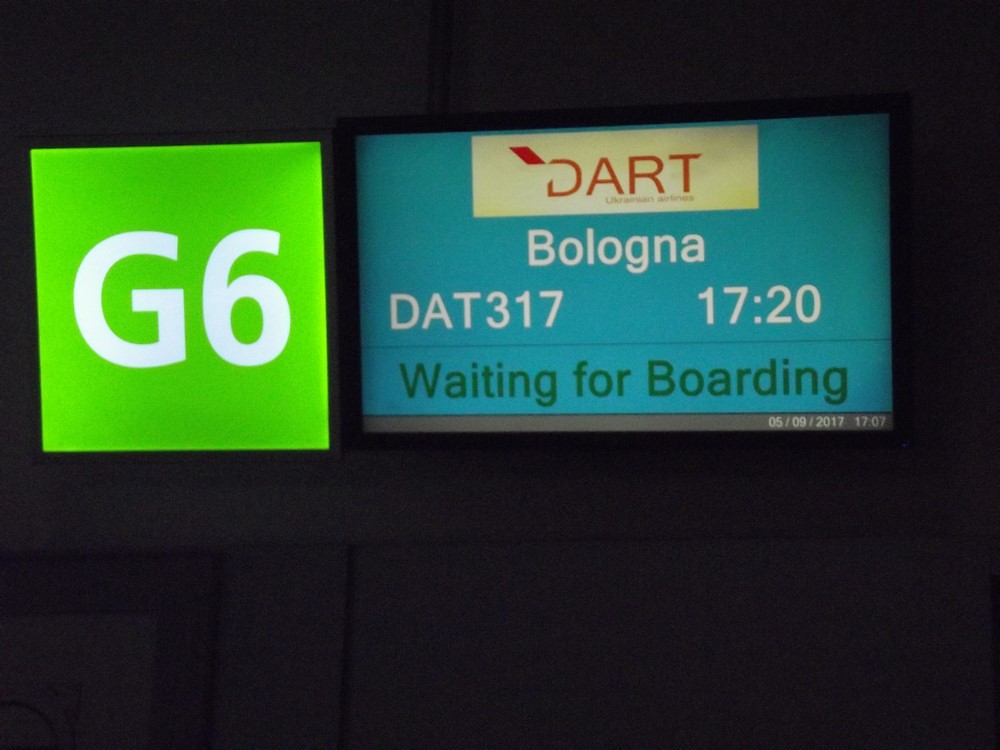 G6
DART
Ukrainian airlines
Bologna
DAT317 17:20
Waiting for Boarding
05/09/2017 17:07